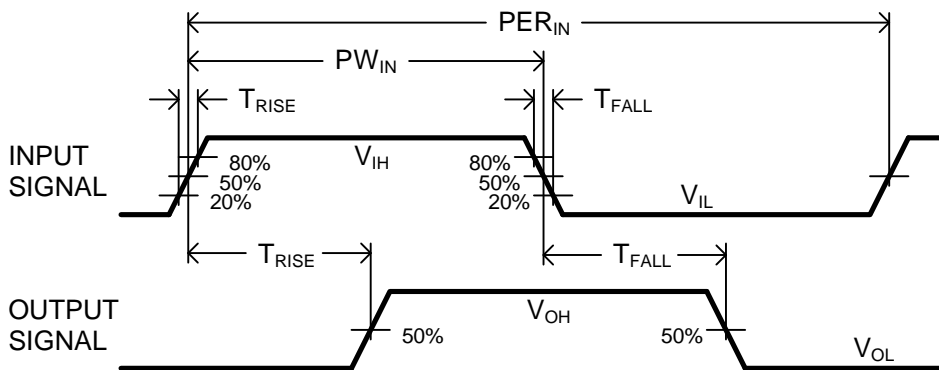 PER_IN
PW_IN
T_RISE
T_FALL
INPUT
SIGNAL
V_IH
80%
50%
20%
80%
50%
20%
V_IL
T_RISE
T_FALL
OUTPUT
SIGNAL
V_OH
50%
50%
V_OL